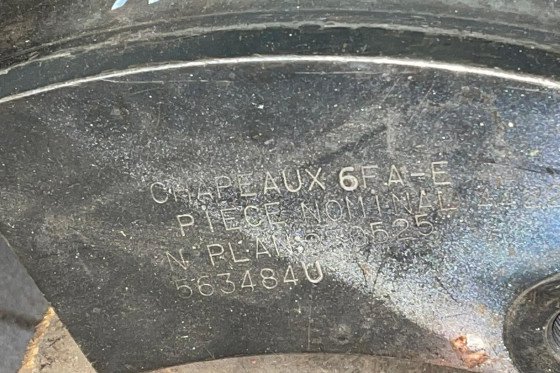 CHAPEAUX 6FA-E
PIECE NOMINAL
N PLAN
563484U